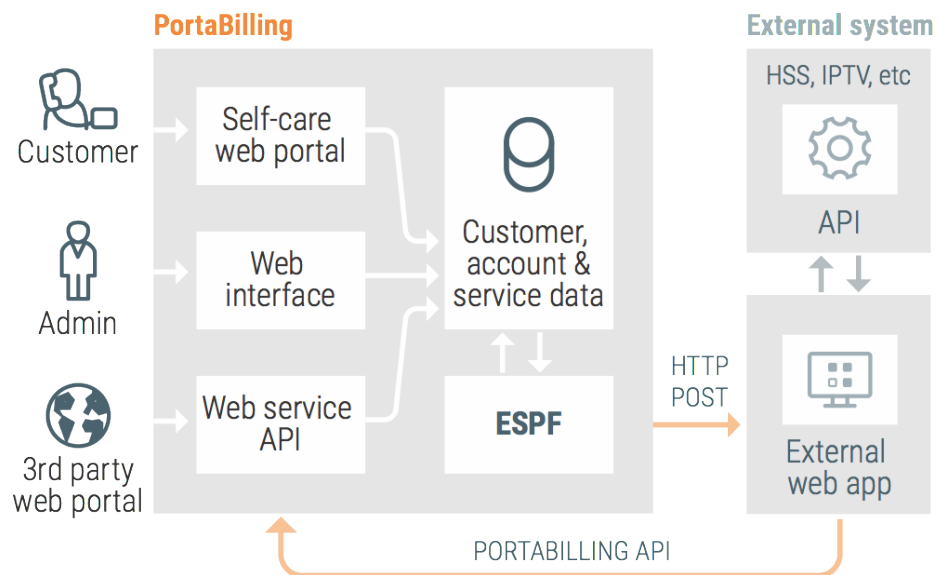 PortaBilling
External system
Customer
Self-care
web portal
Customer,
account &
service data
HSS, IPTV, etc
API
Admin
Web
interface
3rd party
web portal
Web service
API
ESPF
HTTP
POST
External
web app
PORTABILLING API